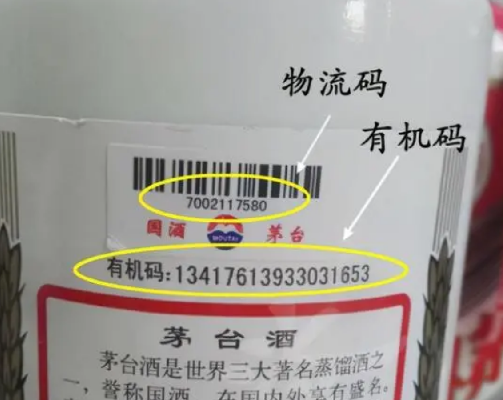 物流码
有机码
7002117580
国酒 MOUTAI 茅台
有机码:13417613933031653
茅台酒
茅台酒是世界三大著名蒸馏酒之
一，誉称国酒。在国内外享有盛名。